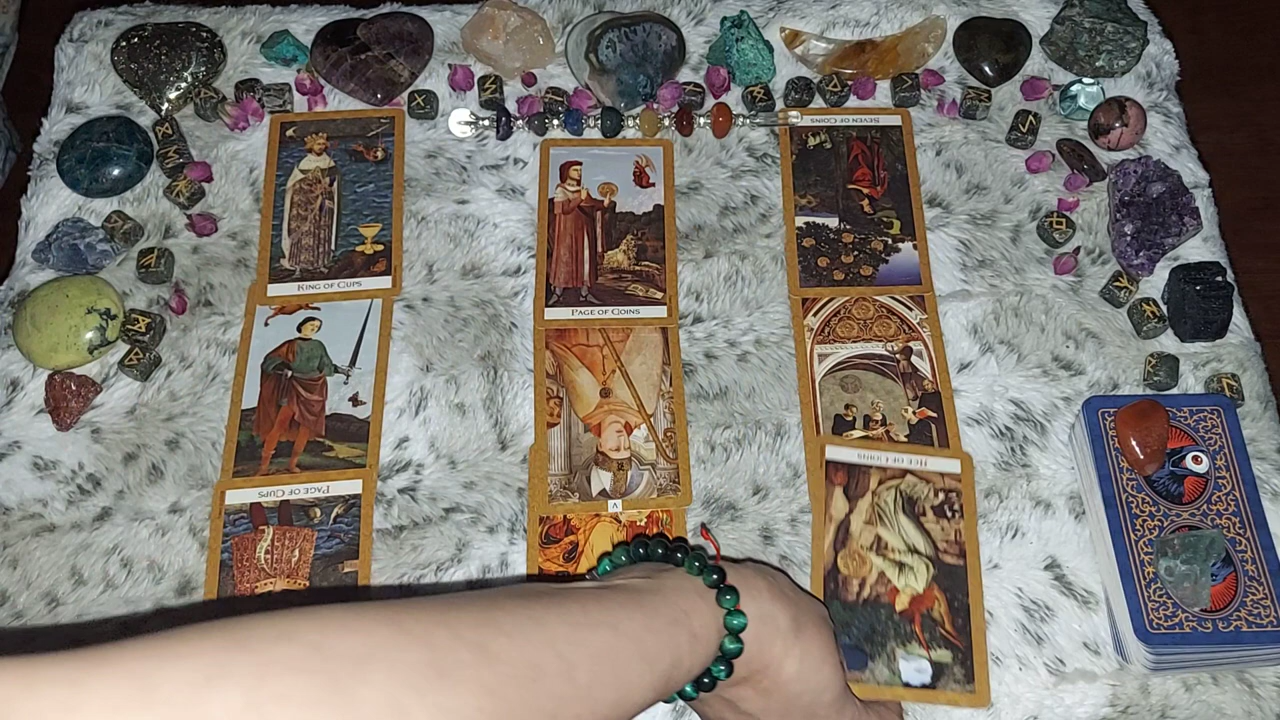 SEVEN OF COINS
KING OF CUPS
PAGE OF COINS
ACE OF COINS
PAGE OF CUPS
V